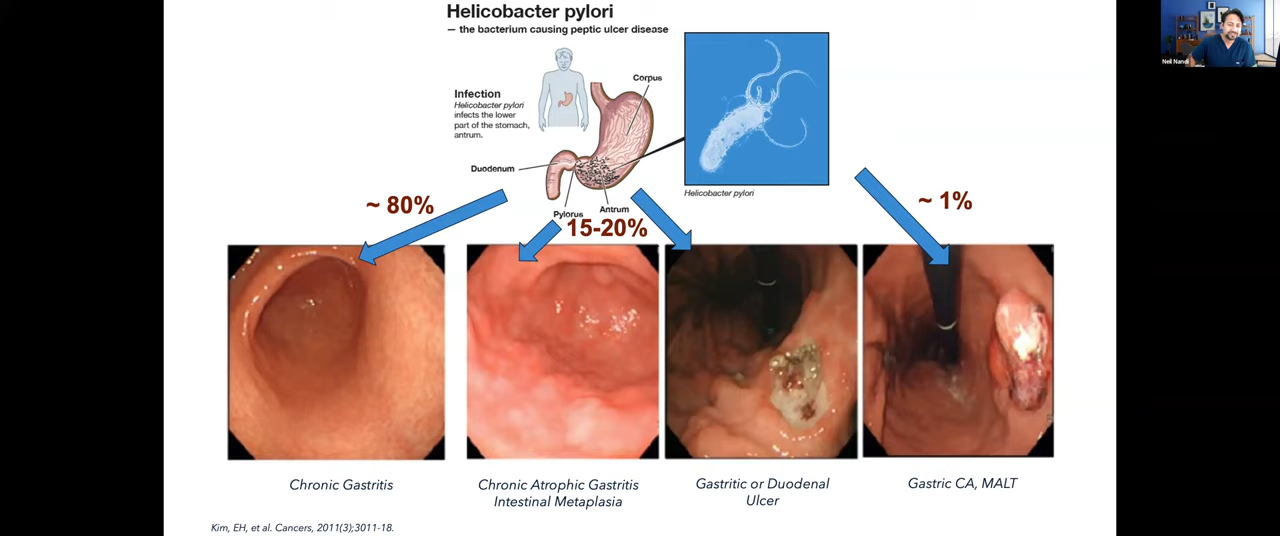 Helicobacter pylori
— the bacterium causing peptic ulcer disease
Neil Nandi
Infection
Helicobacter pylori
infects the lower
part of the stomach,
antrum.
Corpus
Duodenum
Pylorus
Antrum
Helicobacter pylori
~ 80%
15-20%
~ 1%
Chronic Gastritis
Chronic Atrophic Gastritis
Intestinal Metaplasia
Gastritic or Duodenal
Ulcer
Gastric CA, MALT
Kim, EH, et al. Cancers, 2011(3);3011-18.